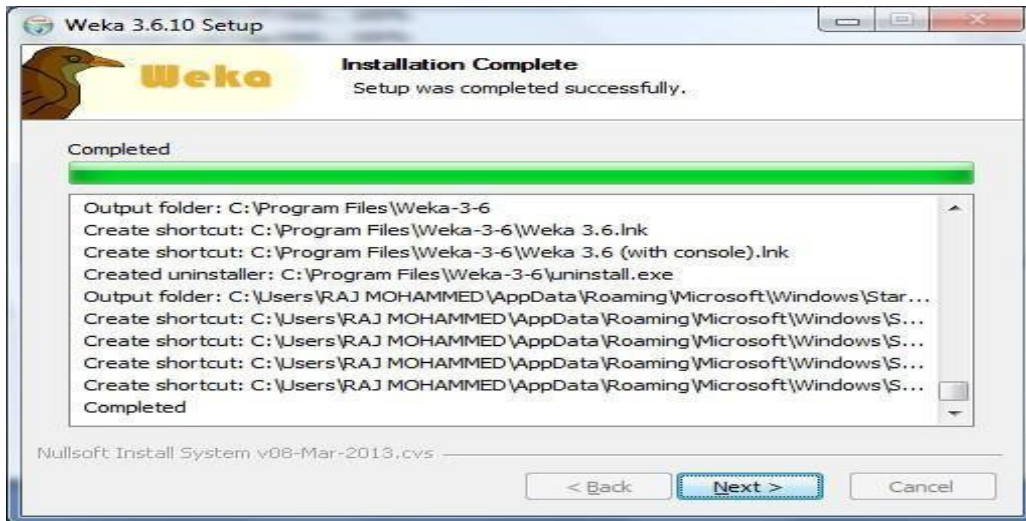 Weka 3.6.10 Setup
Weka
Installation Complete
Setup was completed successfully.
Completed
Output folder: C:\Program Files\Weka-3-6
Create shortcut: C:\Program Files\Weka-3-6\Weka 3.6.lnk
Create shortcut: C:\Program Files\Weka-3-6\Weka 3.6 (with console).lnk
Created uninstaller: C:\Program Files\Weka-3-6\uninstall.exe
Output folder: C:\Users\RAJ MOHAMMED\AppData\Roaming\Microsoft\Windows\Star...
Create shortcut: C:\Users\RAJ MOHAMMED\AppData\Roaming\Microsoft\Windows\S...
Create shortcut: C:\Users\RAJ MOHAMMED\AppData\Roaming\Microsoft\Windows\S...
Create shortcut: C:\Users\RAJ MOHAMMED\AppData\Roaming\Microsoft\Windows\S...
Create shortcut: C:\Users\RAJ MOHAMMED\AppData\Roaming\Microsoft\Windows\S...
Completed
Nullsoft Install System v08-Mar-2013.cvs
< Back Next > Cancel